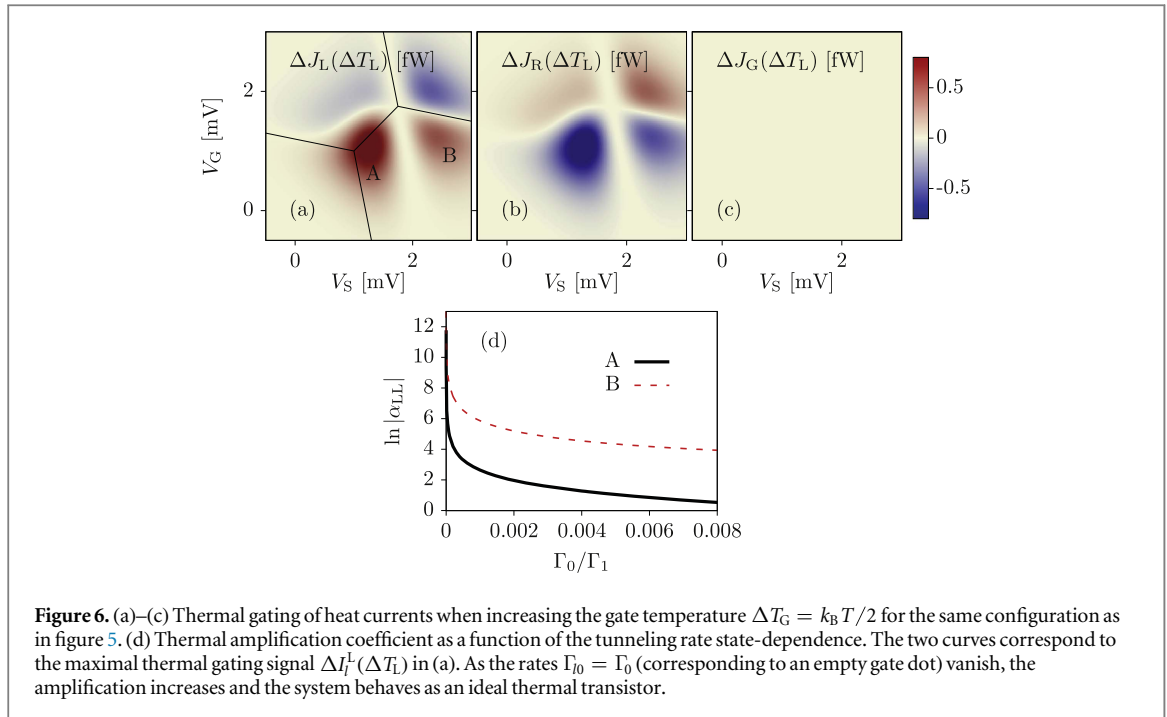 ΔJ_L(ΔT_L) [fW]
ΔJ_R(ΔT_L) [fW]
ΔJ_G(ΔT_L) [fW]
2
0
V_G [mV]
A
B
(a)
(b)
(c)
0.5
0
-0.5
0 2
V_S [mV]
0 2
V_S [mV]
0 2
V_S [mV]
(d)
A
B
12
10
8
6
4
2
0
ln |α_LL|
0 0.002 0.004 0.006 0.008
Γ_0/Γ_1
Figure 6. (a)–(c) Thermal gating of heat currents when increasing the gate temperature ΔT_G = k_B T/2 for the same configuration as
in figure 5. (d) Thermal amplification coefficient as a function of the tunneling rate state-dependence. The two curves correspond to
the maximal thermal gating signal ΔI_l^L(ΔT_L) in (a). As the rates Γ_l0 = Γ_0 (corresponding to an empty gate dot) vanish, the
amplification increases and the system behaves as an ideal thermal transistor.